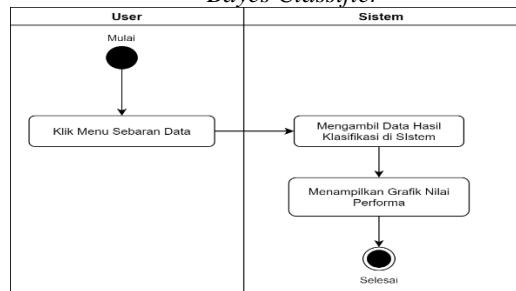 Bayes Classifier
User
Sistem
Mulai
Klik Menu Sebaran Data
Mengambil Data Hasil
Klasifikasi di SIstem
Menampilkan Grafik Nilai
Performa
Selesai